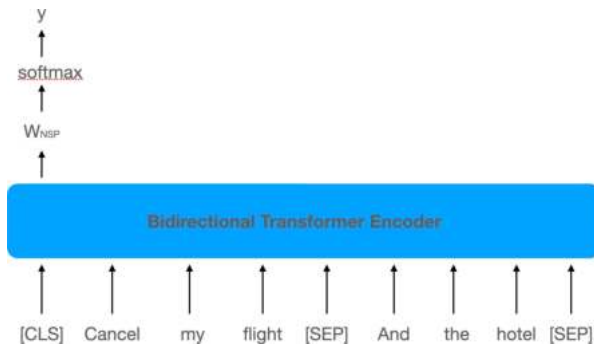 y
softmax
WNSP
Bidirectional Transformer Encoder
[CLS] Cancel my flight [SEP] And the hotel [SEP]